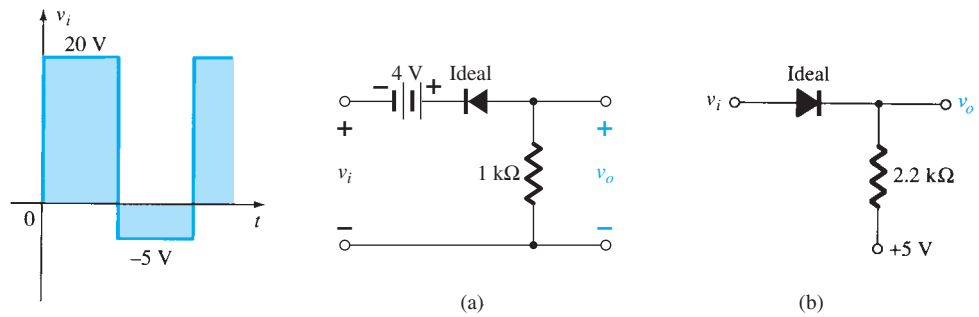 v_i
20 V
0
t
−5 V
− 4 V + Ideal
+ +
v_i 1 kΩ v_o
− −
(a)
Ideal
v_i v_o
2.2 kΩ
+5 V
(b)